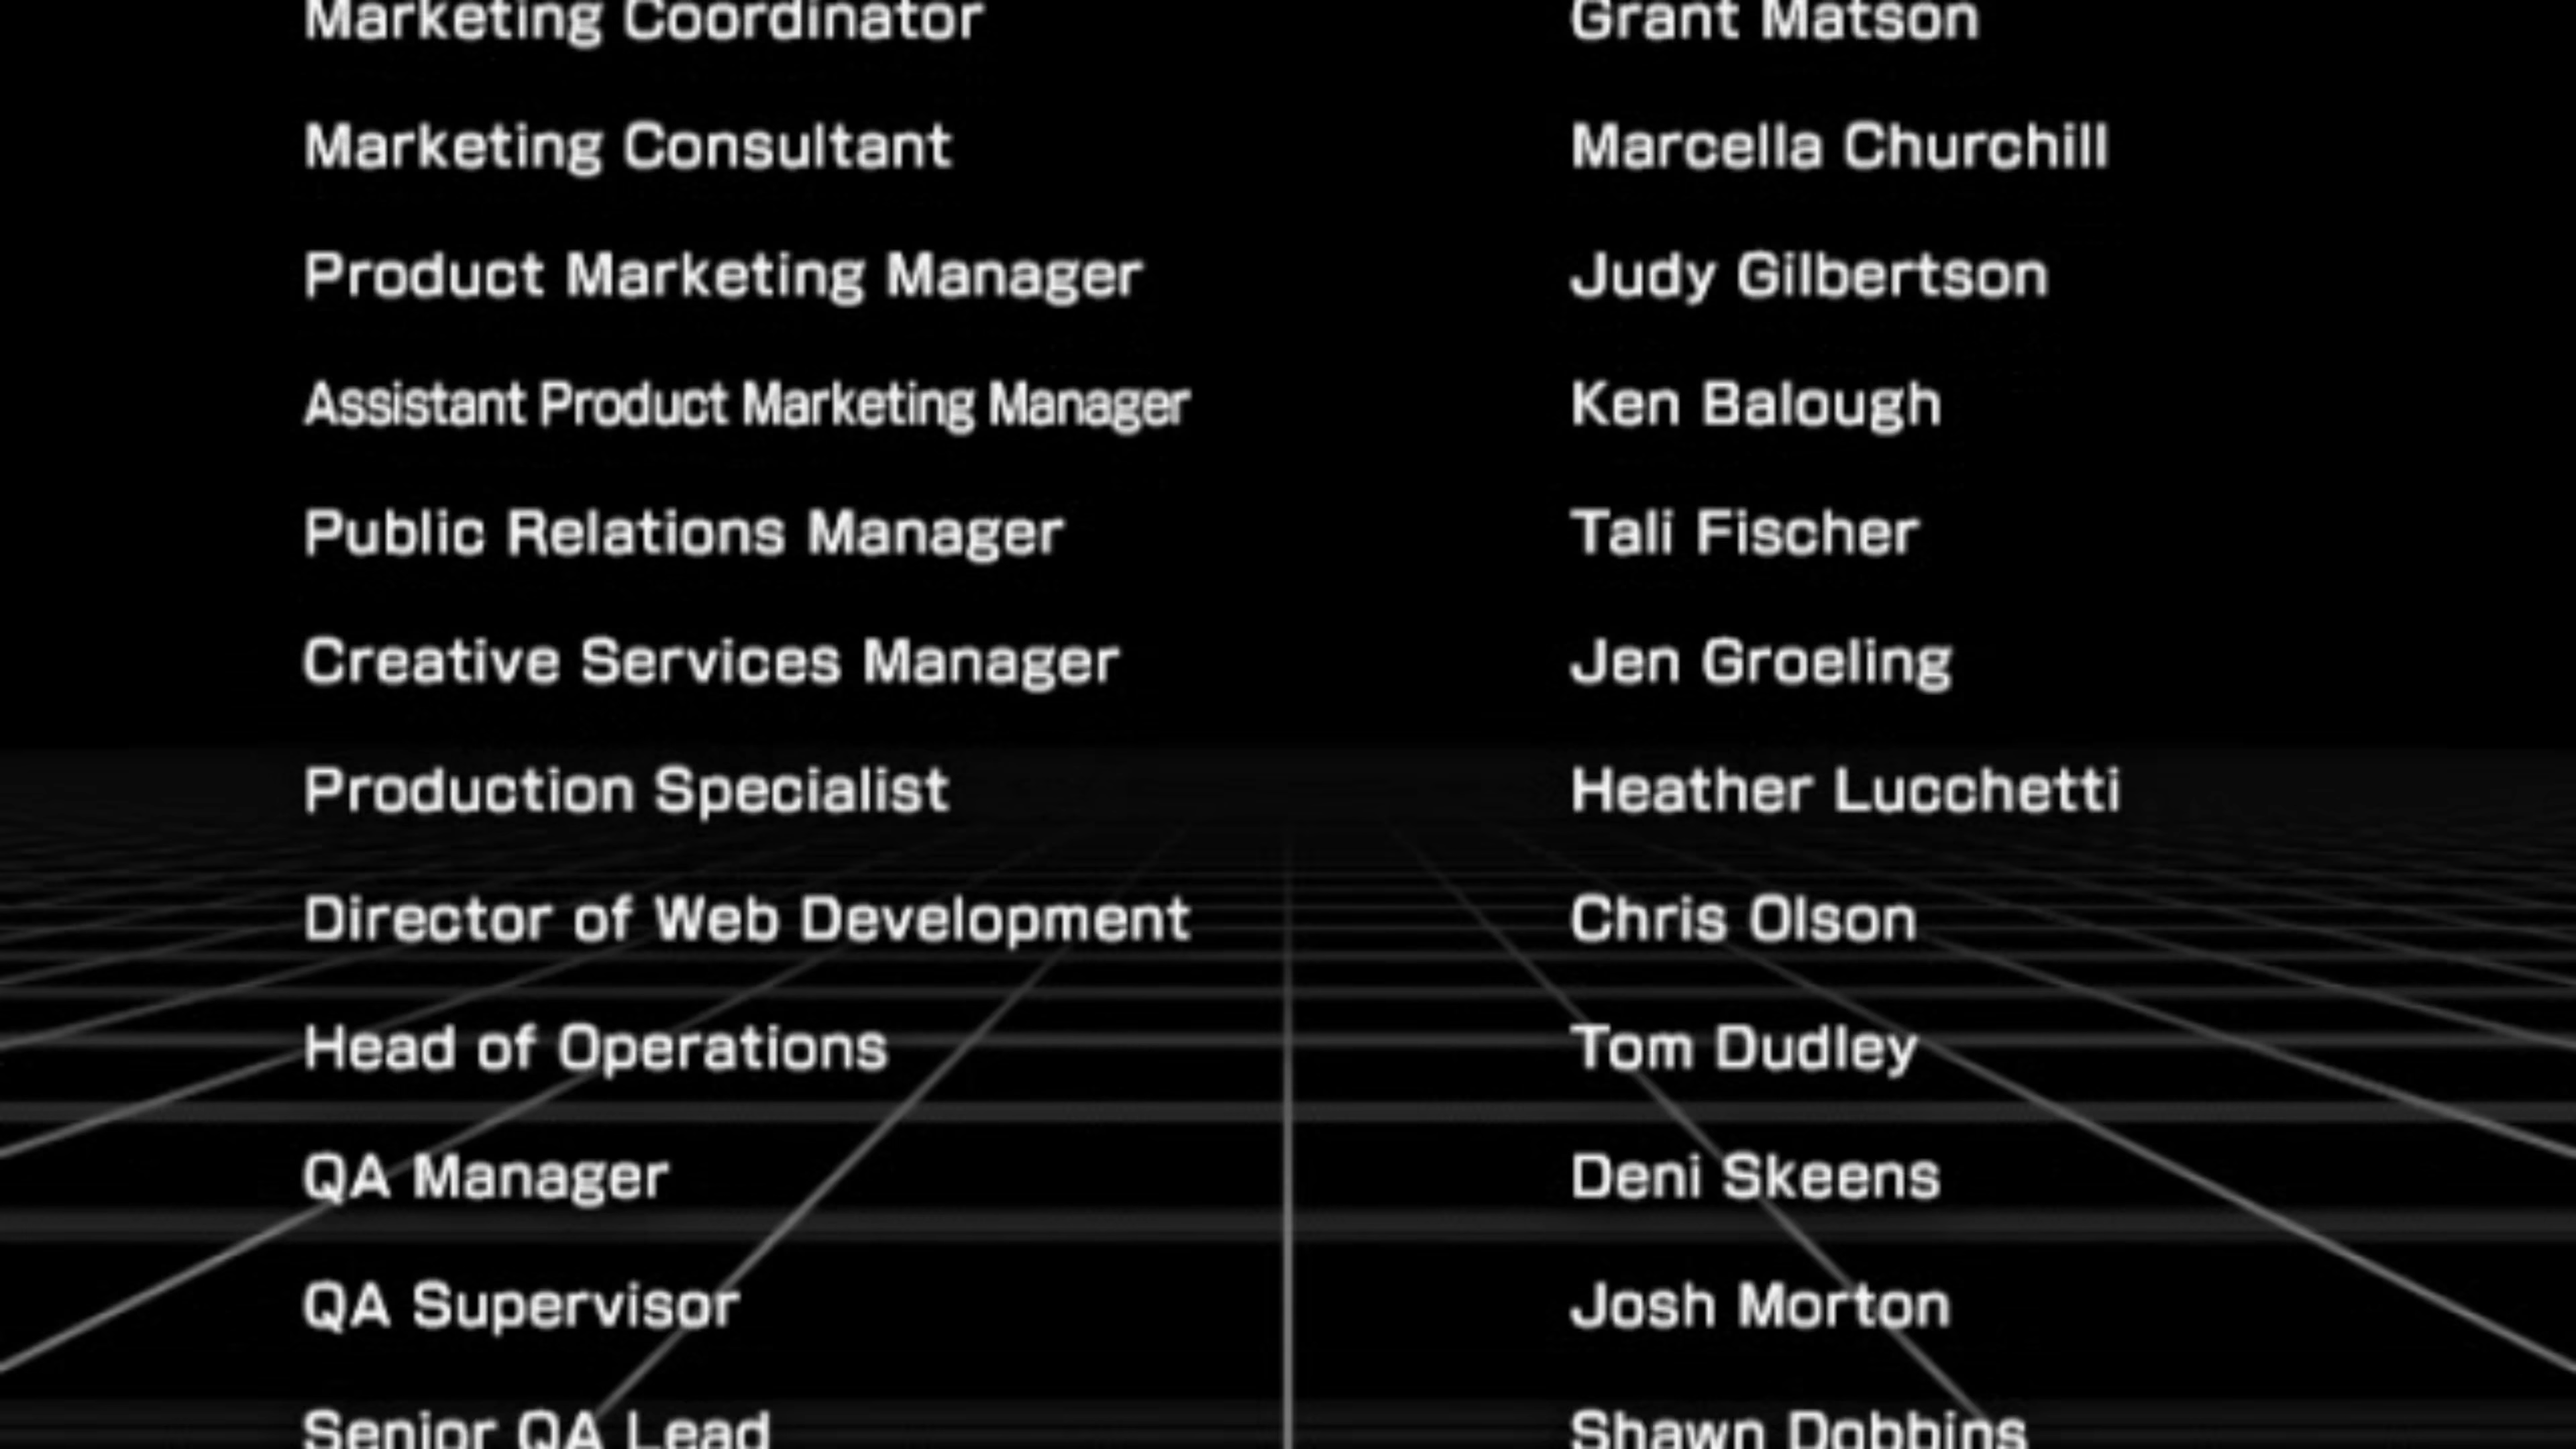 Marketing Coordinator Grant Matson
Marketing Consultant Marcella Churchill
Product Marketing Manager Judy Gilbertson
Assistant Product Marketing Manager Ken Balough
Public Relations Manager Tali Fischer
Creative Services Manager Jen Groeling
Production Specialist Heather Lucchetti
Director of Web Development Chris Olson
Head of Operations Tom Dudley
QA Manager Deni Skeens
QA Supervisor Josh Morton
Senior QA Lead Shawn Dobbins